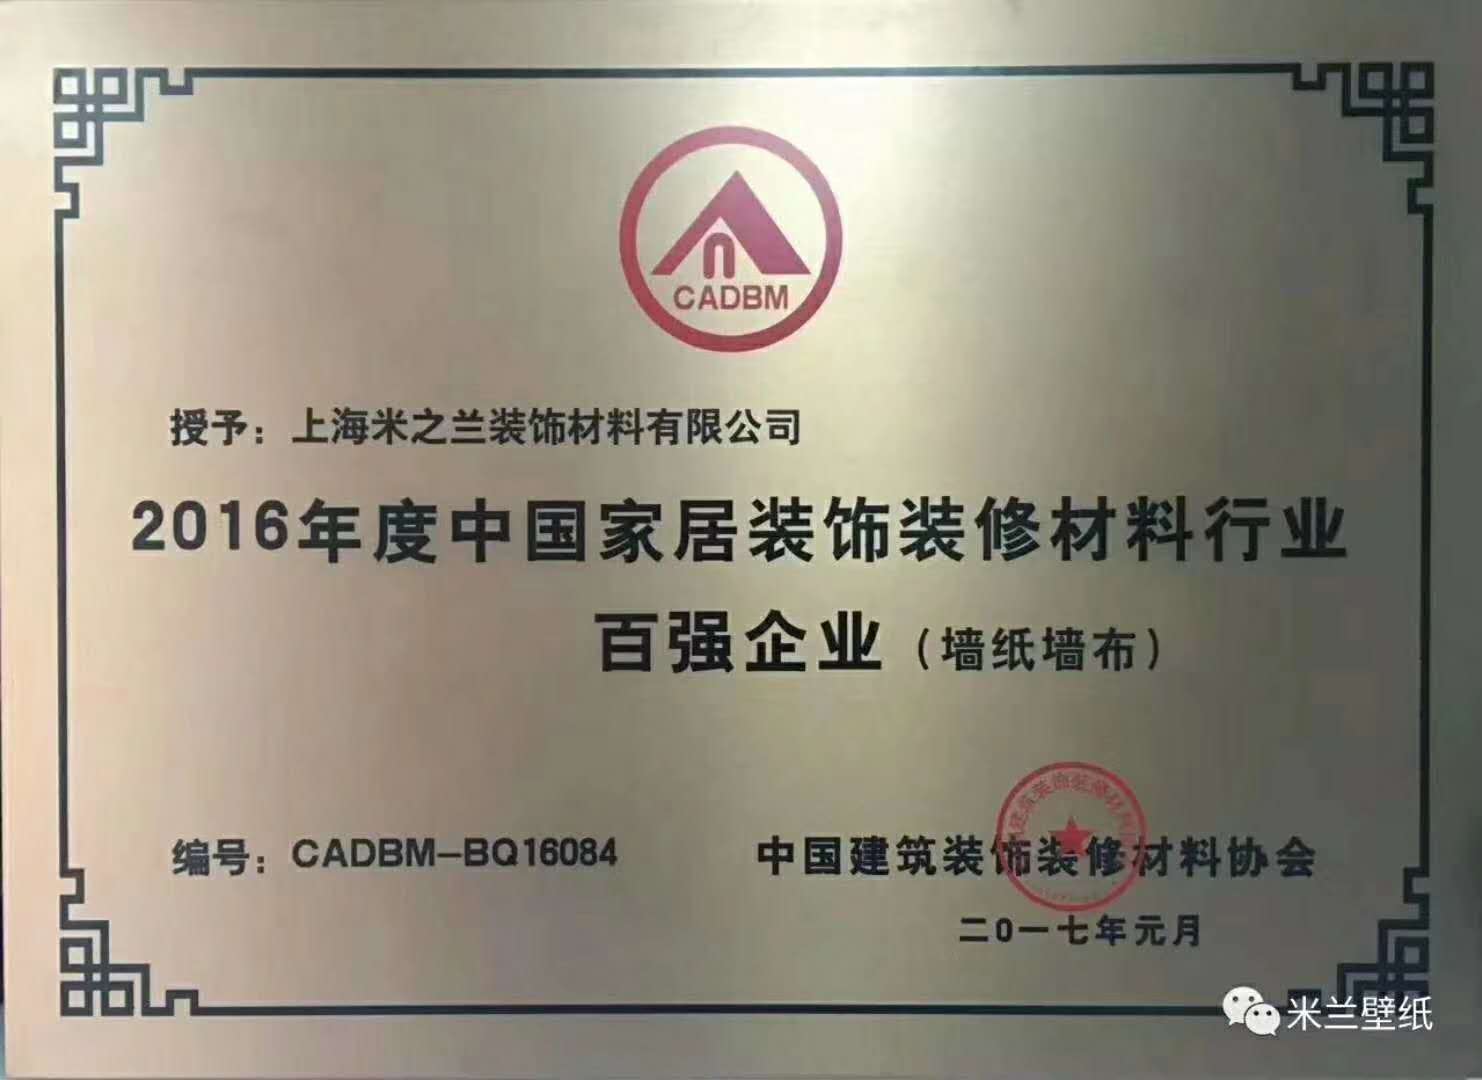 CADBM
授予：上海米之兰装饰材料有限公司
2016年度中国家居装饰装修材料行业
百强企业（墙纸墙布）
编号：CADBM-BQ16084
中国建筑装饰装修材料协会
二0一七年元月
米兰壁纸